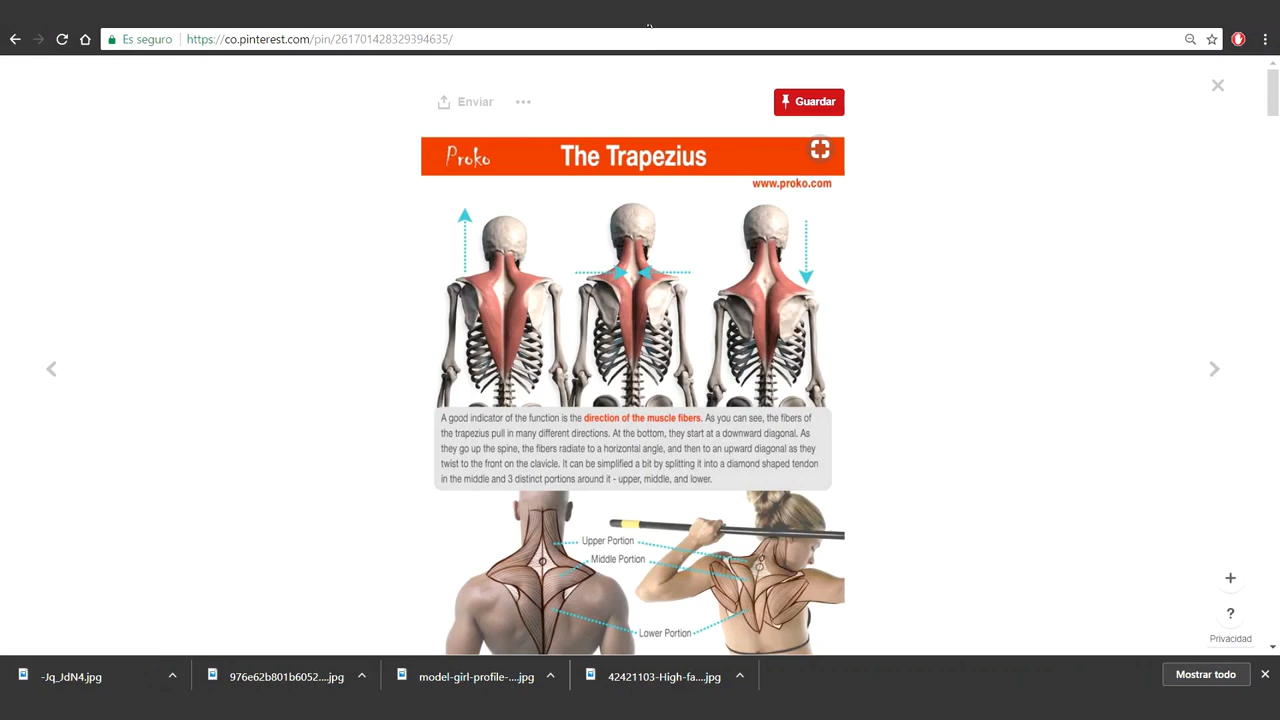 Es seguro https://co.pinterest.com/pin/261701428329394635/
Enviar
Guardar
Proko The Trapezius
www.proko.com
A good indicator of the function is the direction of the muscle fibers. As you can see, the fibers of
the trapezius pull in many different directions. At the bottom, they start at a downward diagonal. As
they go up the spine, the fibers radiate to a horizontal angle, and then to an upward diagonal as they
twist to the front on the clavicle. It can be simplified a bit by splitting it into a diamond shaped tendon
in the middle and 3 distinct portions around it - upper, middle, and lower.
Upper Portion
Middle Portion
Lower Portion
Privacidad
-Jq_JdN4.jpg 976e62b801b6052....jpg model-girl-profile-....jpg 42421103-High-fa....jpg Mostrar todo